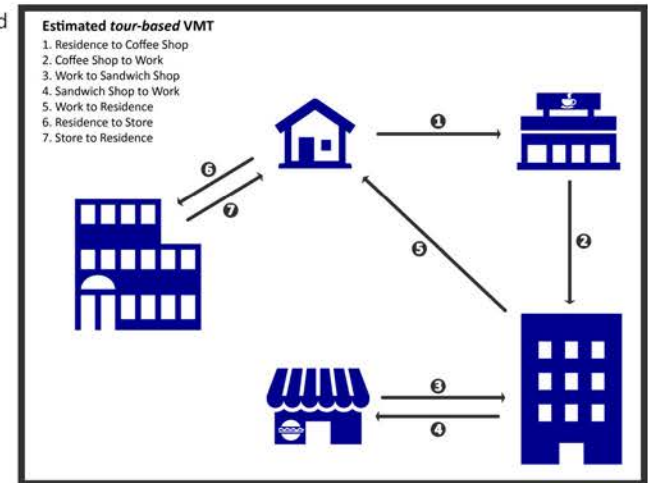 d
Estimated tour-based VMT
1. Residence to Coffee Shop
2. Coffee Shop to Work
3. Work to Sandwich Shop
4. Sandwich Shop to Work
5. Work to Residence
6. Residence to Store
7. Store to Residence
1
6
7
2
5
3
4